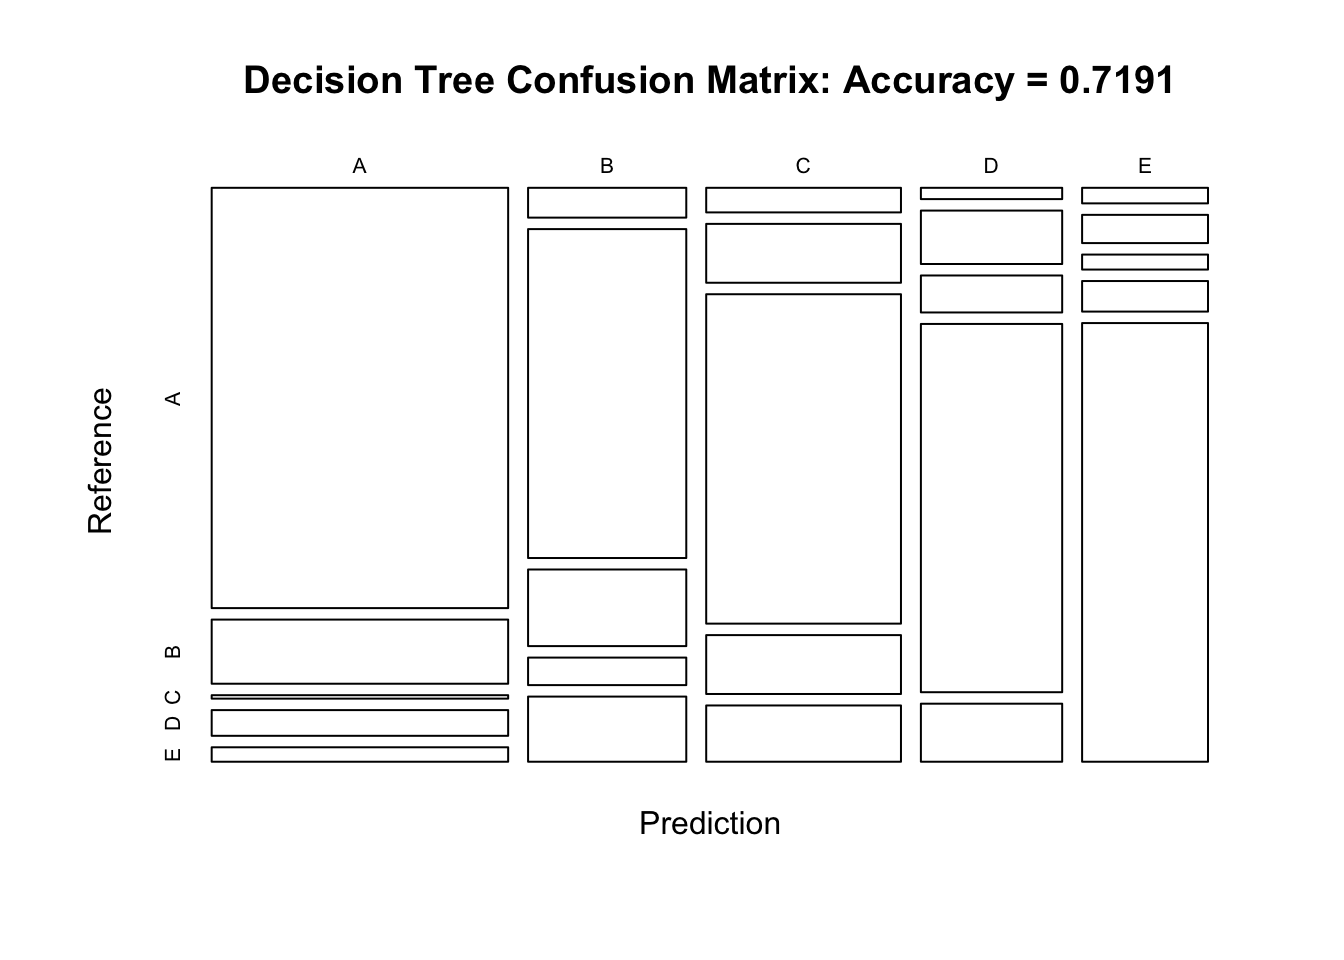 Decision Tree Confusion Matrix: Accuracy = 0.7191
A B C D E
Reference
A
B
C
D
E
Prediction